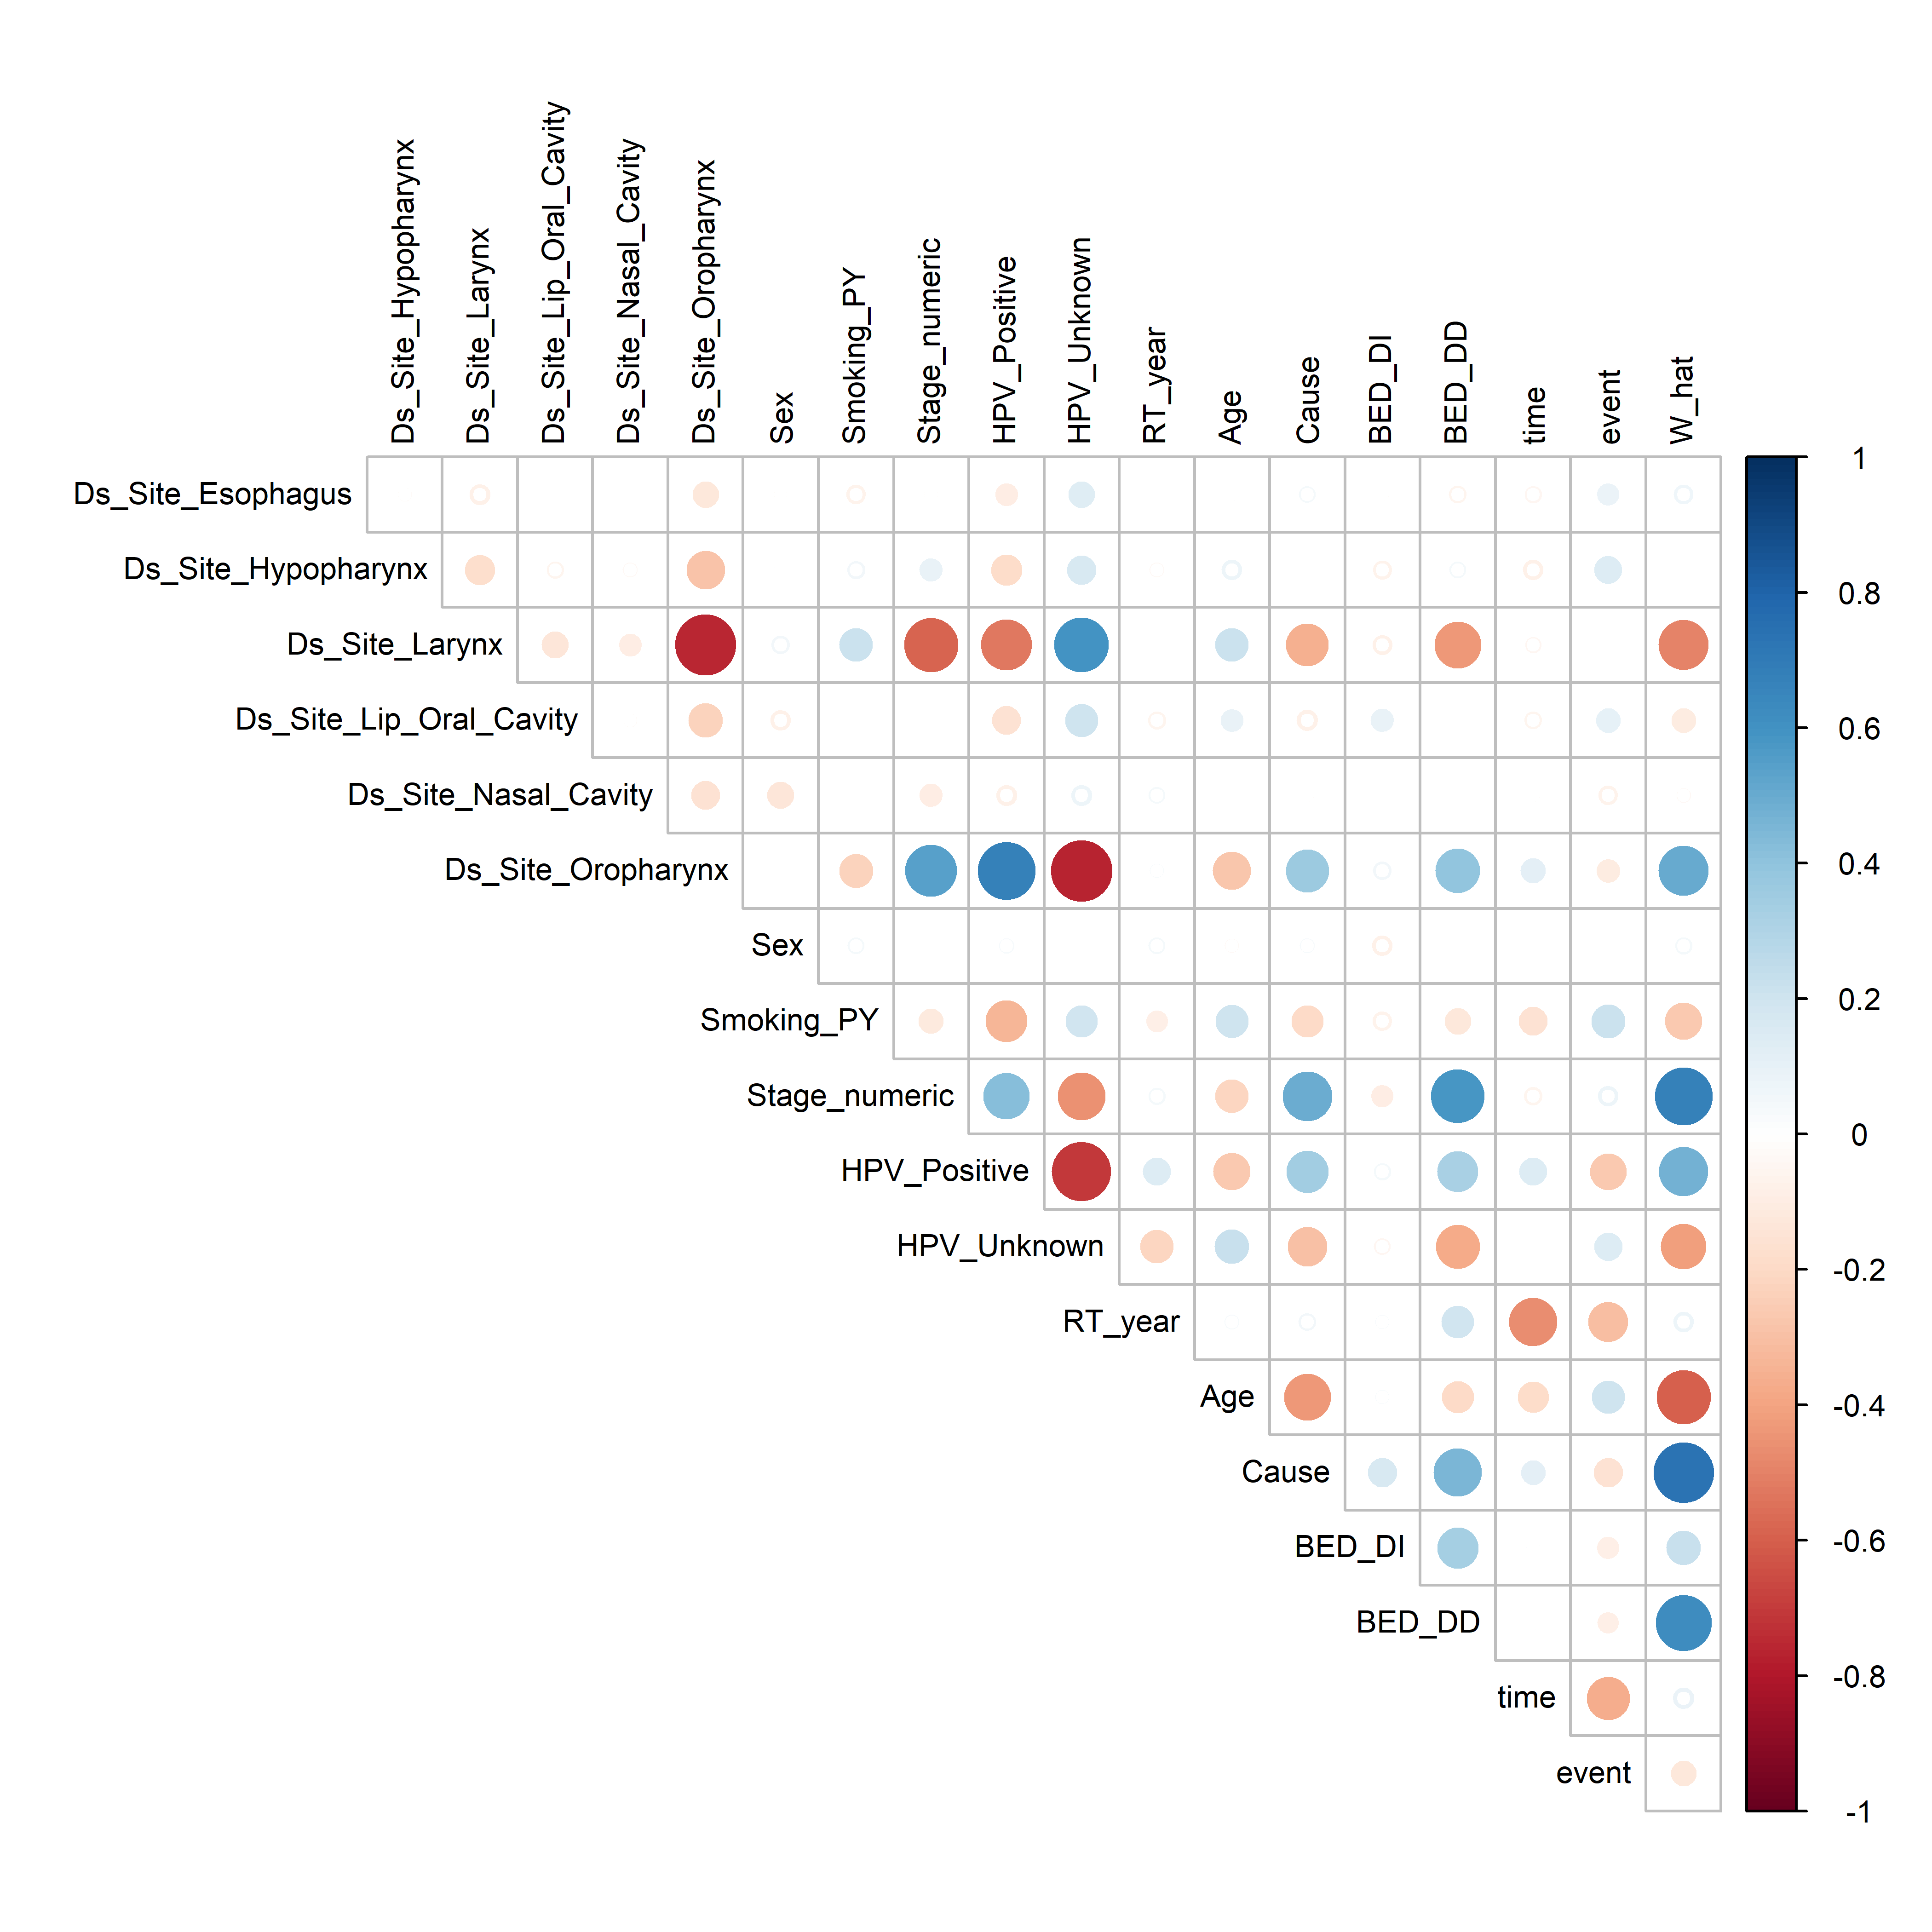 Ds_Site_Hypopharynx
Ds_Site_Larynx
Ds_Site_Lip_Oral_Cavity
Ds_Site_Nasal_Cavity
Ds_Site_Oropharynx
Sex
Smoking_PY
Stage_numeric
HPV_Positive
HPV_Unknown
RT_year
Age
Cause
BED_DI
BED_DD
time
event
W_hat
Ds_Site_Esophagus
Ds_Site_Hypopharynx
Ds_Site_Larynx
Ds_Site_Lip_Oral_Cavity
Ds_Site_Nasal_Cavity
Ds_Site_Oropharynx
Sex
Smoking_PY
Stage_numeric
HPV_Positive
HPV_Unknown
RT_year
Age
Cause
BED_DI
BED_DD
time
event
1
0.8
0.6
0.4
0.2
0
-0.2
-0.4
-0.6
-0.8
-1